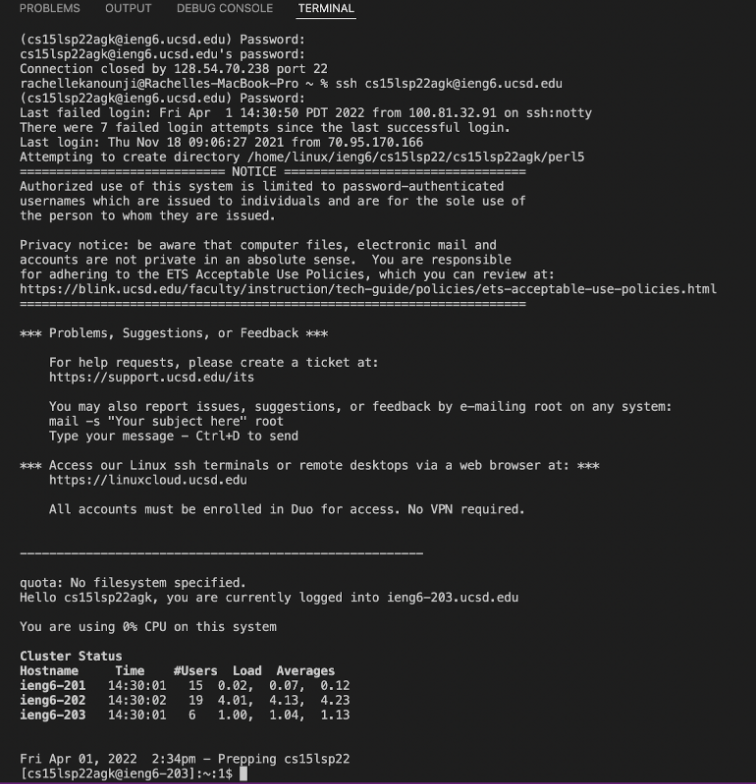 PROBLEMS OUTPUT DEBUG CONSOLE TERMINAL
(cs15lsp22agk@ieng6.ucsd.edu) Password:
cs15lsp22agk@ieng6.ucsd.edu's password:
Connection closed by 128.54.70.238 port 22
rachellekanounji@Rachelles-MacBook-Pro ~ % ssh cs15lsp22agk@ieng6.ucsd.edu
(cs15lsp22agk@ieng6.ucsd.edu) Password:
Last failed login: Fri Apr  1 14:30:50 PDT 2022 from 100.81.32.91 on ssh:notty
There were 7 failed login attempts since the last successful login.
Last login: Thu Nov 18 09:06:27 2021 from 70.95.170.166
Attempting to create directory /home/linux/ieng6/cs15lsp22/cs15lsp22agk/perl5
============================ NOTICE =================================
Authorized use of this system is limited to password-authenticated
usernames which are issued to individuals and are for the sole use of
the person to whom they are issued.
Privacy notice: be aware that computer files, electronic mail and
accounts are not private in an absolute sense.  You are responsible
for adhering to the ETS Acceptable Use Policies, which you can review at:
https://blink.ucsd.edu/faculty/instruction/tech-guide/policies/ets-acceptable-use-policies.html
=====================================================================
*** Problems, Suggestions, or Feedback ***
For help requests, please create a ticket at:
https://support.ucsd.edu/its
You may also report issues, suggestions, or feedback by e-mailing root on any system:
mail -s "Your subject here" root
Type your message - Ctrl+D to send
*** Access our Linux ssh terminals or remote desktops via a web browser at: ***
https://linuxcloud.ucsd.edu
All accounts must be enrolled in Duo for access. No VPN required.
-------------------------------------------------------
quota: No filesystem specified.
Hello cs15lsp22agk, you are currently logged into ieng6-203.ucsd.edu
You are using 0% CPU on this system
Cluster Status
Hostname     Time    #Users  Load  Averages
ieng6-201   14:30:01   15  0.02,  0.07,  0.12
ieng6-202   14:30:02   19  4.01,  4.13,  4.23
ieng6-203   14:30:01   6   1.00,  1.04,  1.13
Fri Apr 01, 2022  2:34pm - Prepping cs15lsp22
[cs15lsp22agk@ieng6-203]:~:1$